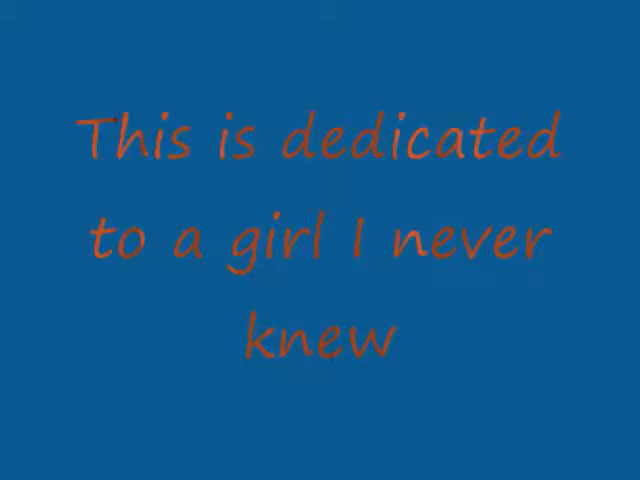 This is dedicated
to a girl I never
knew